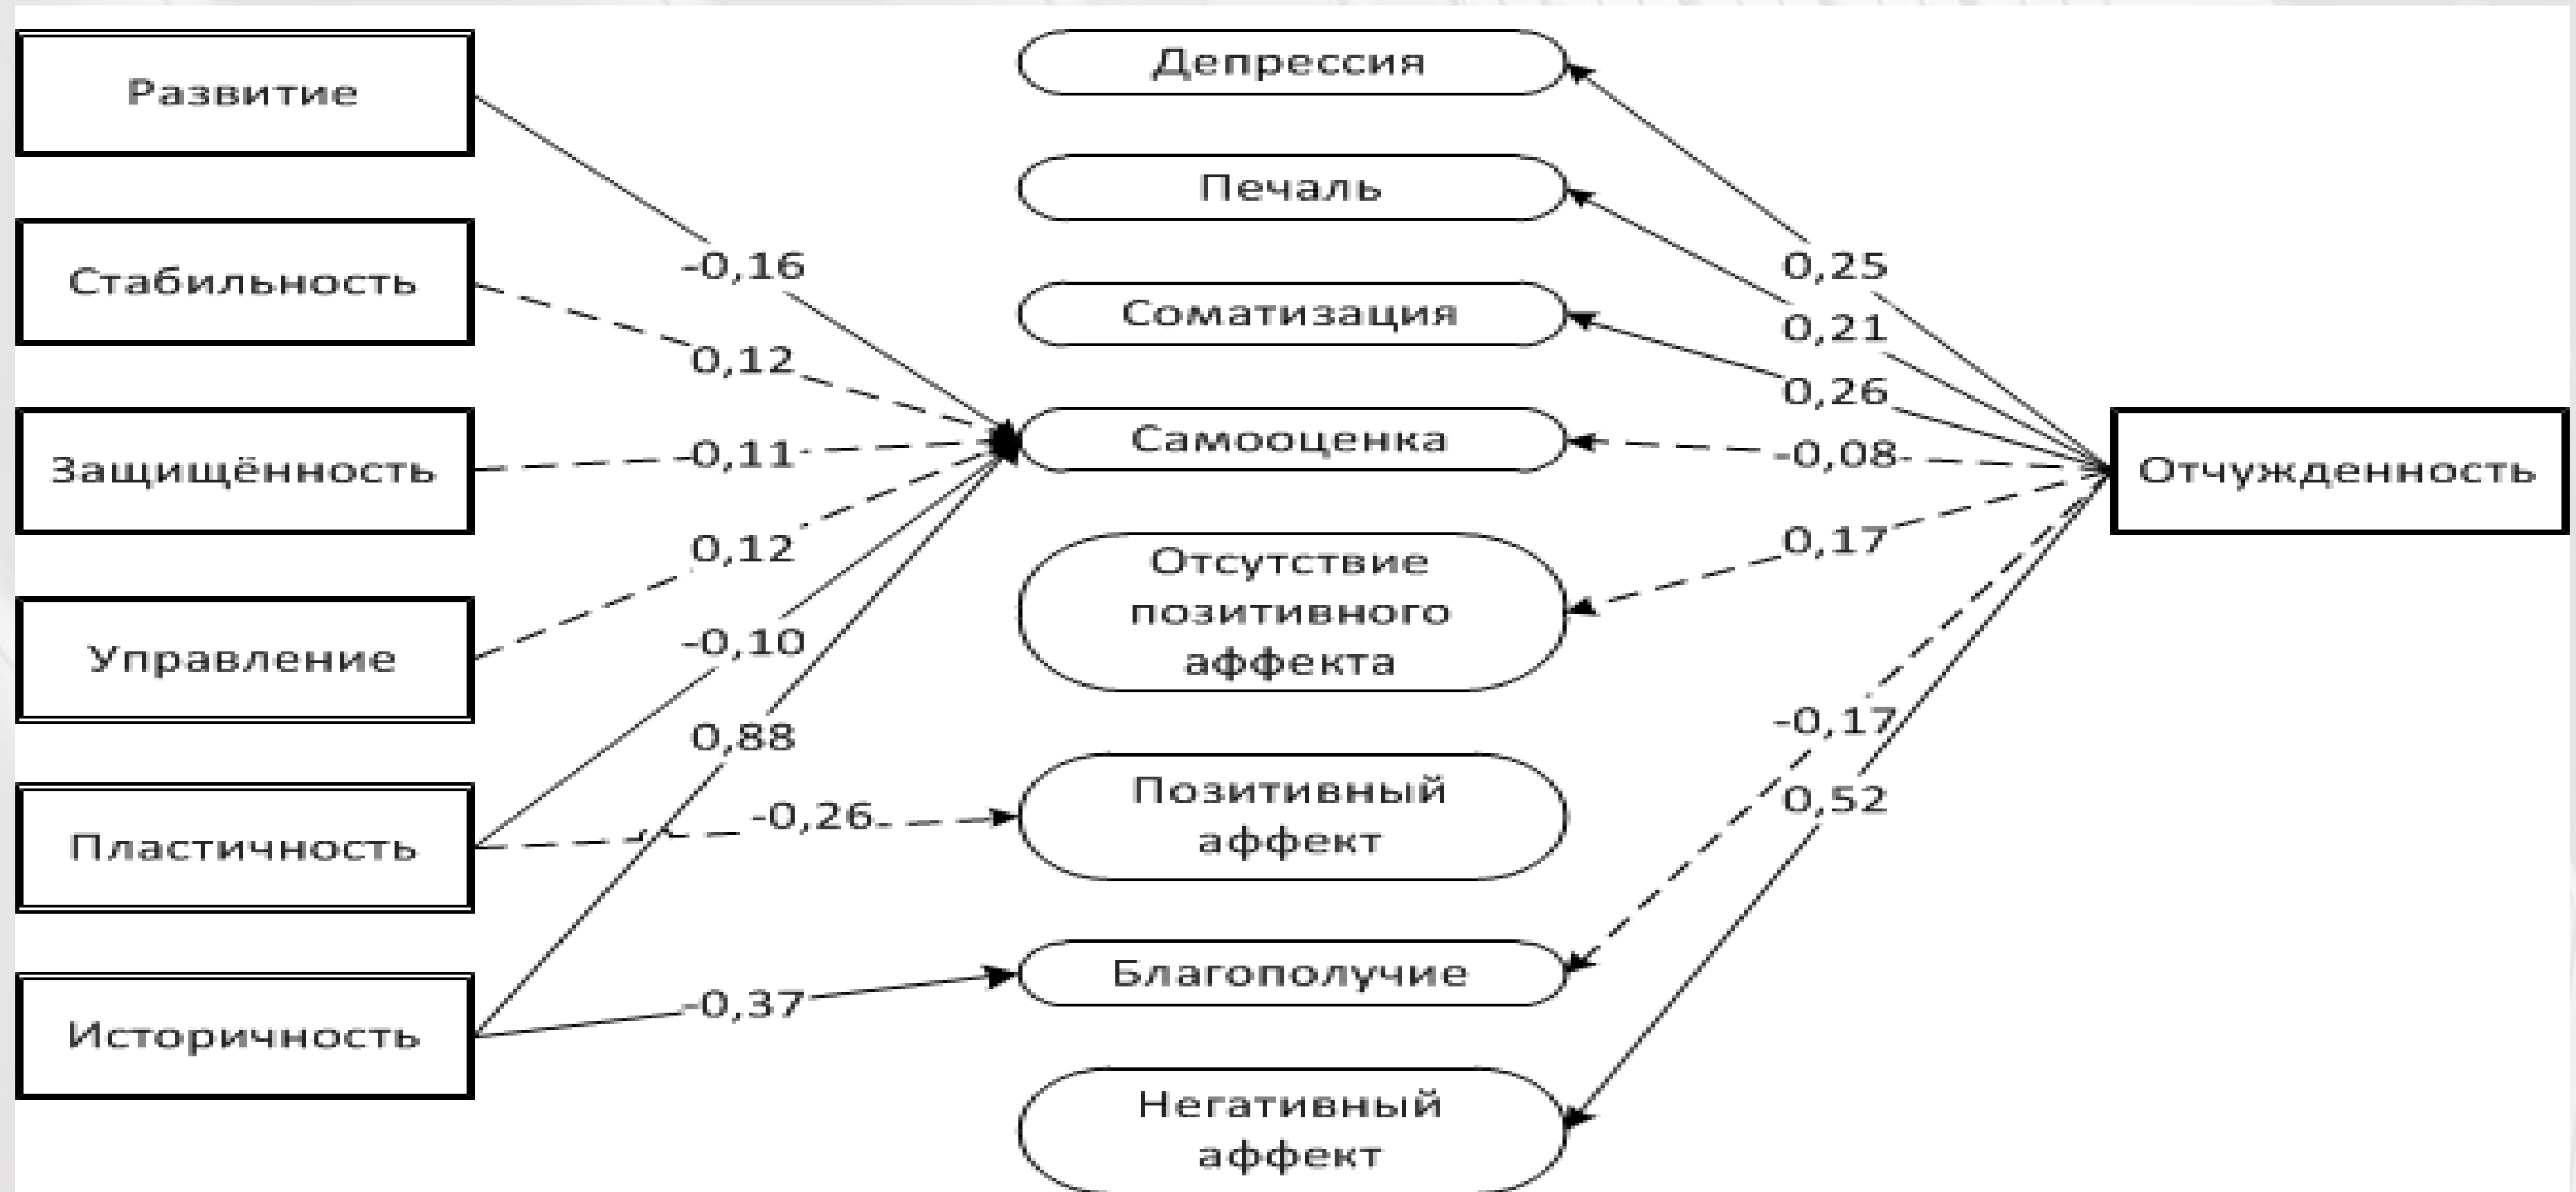 Развитие
Стабильность
Защищённость
Управление
Пластичность
Историчность
-0,16
0,12
-0,11
0,12
-0,10
0,88
-0,26
-0,37
Депрессия
Печаль
Соматизация
Самооценка
Отсутствие
позитивного
аффекта
Позитивный
аффект
Благополучие
Негативный
аффект
0,25
0,21
0,26
-0,08
0,17
-0,17
0,52
Отчужденность